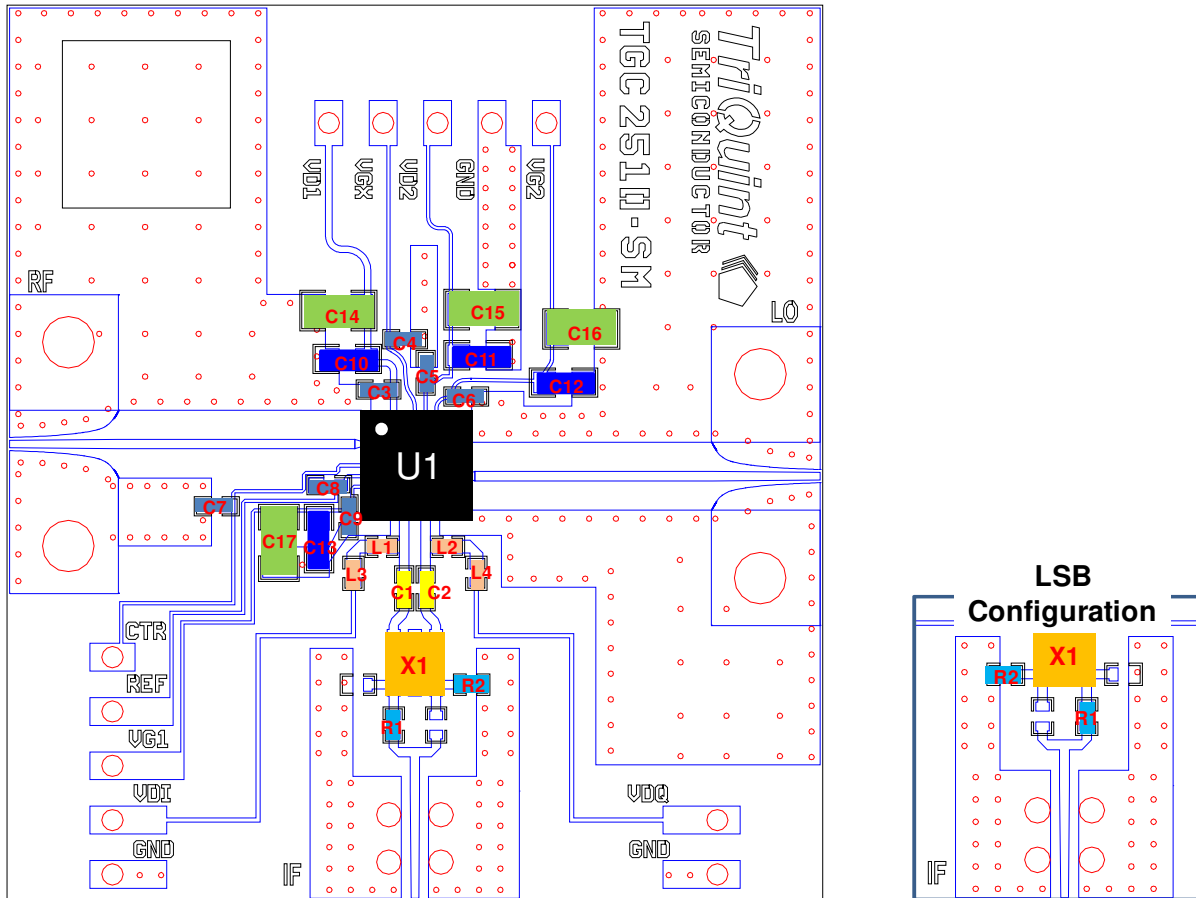 VD1
VGX
VD2
GND
VG2
TGC2510-SM
TriQuint
SEMICONDUCTOR
RF
LO
C14
C15
C16
C4
C10
C11
C5
C12
C3
C6
U1
C8
C7
C9
C17
C13
L1
L2
L3
L4
C1
C2
CTR
X1
REF
R2
R1
VG1
VDI
VDQ
GND
GND
IF
LSB
Configuration
X1
R2
R1
IF